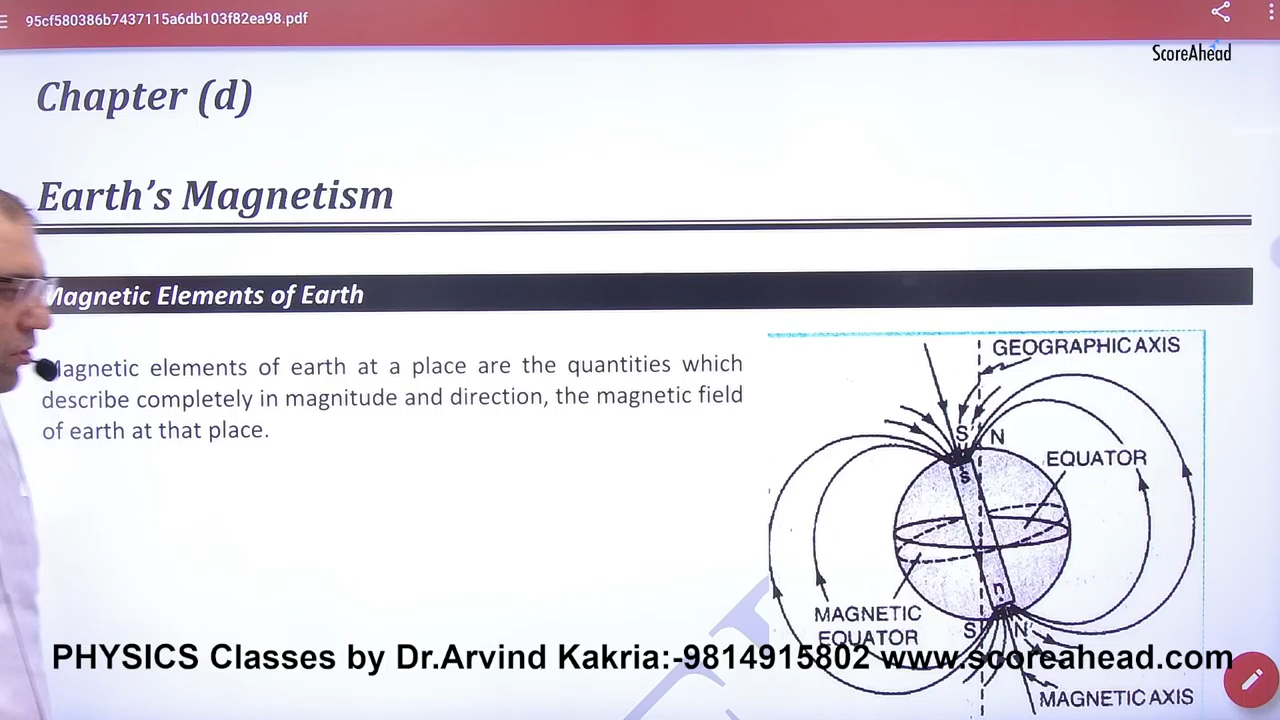 95cf580386b7437115a6db103f82ea98.pdf
ScoreAhead
Chapter (d)
Earth's Magnetism
Magnetic Elements of Earth
Magnetic elements of earth at a place are the quantities which
describe completely in magnitude and direction, the magnetic field
of earth at that place.
GEOGRAPHIC AXIS
S' N
S
EQUATOR
n
MAGNETIC
EQUATOR
S N'
MAGNETIC AXIS
PHYSICS Classes by Dr.Arvind Kakria:-9814915802 www.scoreahead.com